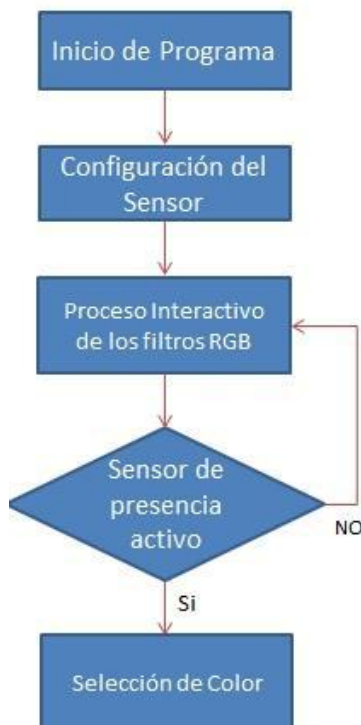 Inicio de Programa
Configuración del
Sensor
Proceso Interactivo
de los filtros RGB
Sensor de
presencia
activo
NO
Si
Selección de Color